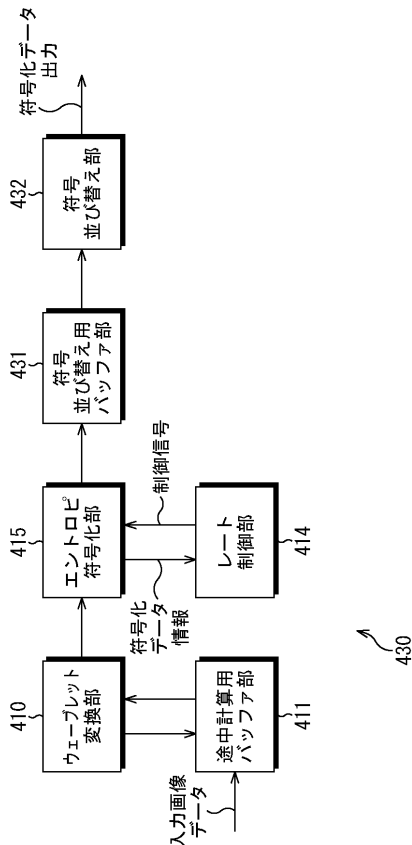 入力画像
データ
410
ウェーブレット
変換部
途中計算用
バッファ部
411
415
エントロピ
符号化部
符号化
データ
情報
制御信号
レート
制御部
414
431
符号
並び替え用
バッファ部
432
符号
並び替え部
符号化データ
出力
430